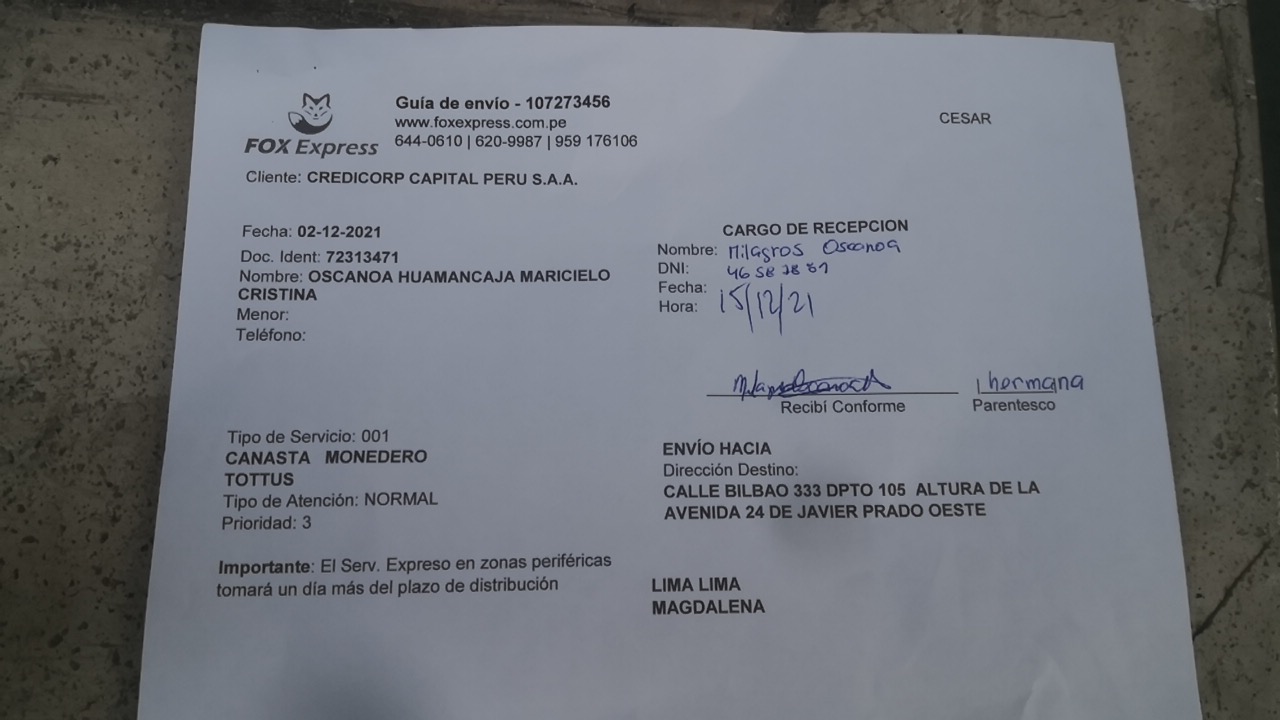 FOX Express
Guía de envío - 107273456
www.foxexpress.com.pe
644-0610 | 620-9987 | 959 176106
CESAR
Cliente: CREDICORP CAPITAL PERU S.A.A.
Fecha: 02-12-2021
Doc. Ident: 72313471
Nombre: OSCANOA HUAMANCAJA MARICIELO
CRISTINA
Menor:
Teléfono:
CARGO DE RECEPCION
Nombre: Milagros Oscanoa
DNI:
Fecha:
Hora: 15/12/21
Recibí Conforme
hermana
Parentesco
Tipo de Servicio: 001
CANASTA MONEDERO
TOTTUS
Tipo de Atención: NORMAL
Prioridad: 3
Importante: El Serv. Expreso en zonas periféricas
tomará un día más del plazo de distribución
ENVÍO HACIA
Dirección Destino:
CALLE BILBAO 333 DPTO 105 ALTURA DE LA
AVENIDA 24 DE JAVIER PRADO OESTE
LIMA LIMA
MAGDALENA